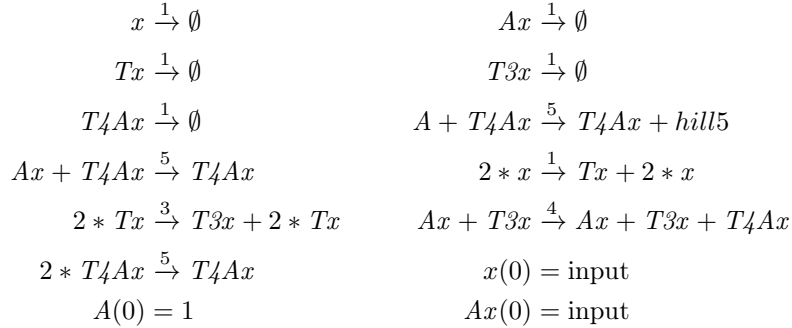 x →1 ∅ Ax →1 ∅
Tx →1 ∅ T3x →1 ∅
T4Ax →1 ∅ A + T4Ax →5 T4Ax + hill5
Ax + T4Ax →5 T4Ax 2 * x →1 Tx + 2 * x
2 * Tx →3 T3x + 2 * Tx Ax + T3x →4 Ax + T3x + T4Ax
2 * T4Ax →5 T4Ax x(0) = input
A(0) = 1 Ax(0) = input